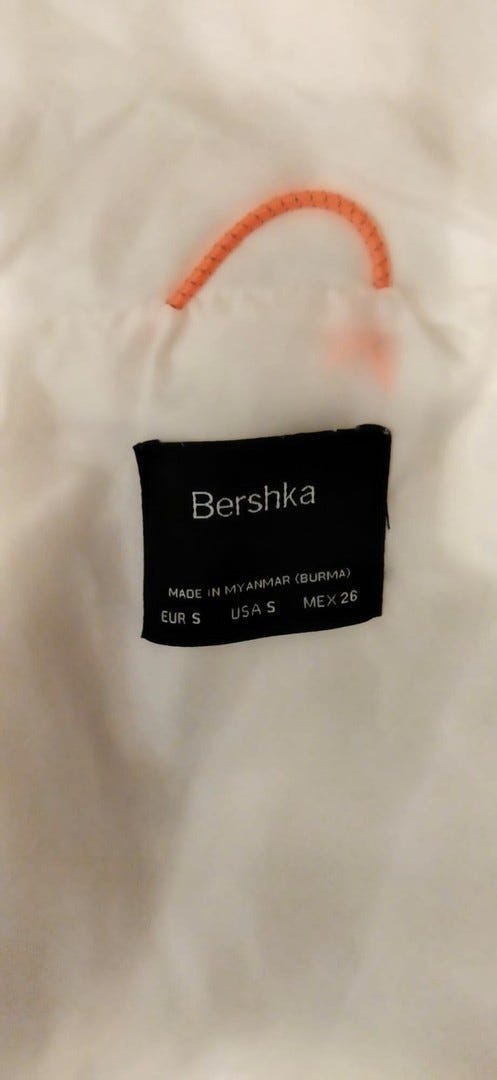 Bershka
MADE IN MYANMAR (BURMA)
EUR S USA S MEX 26